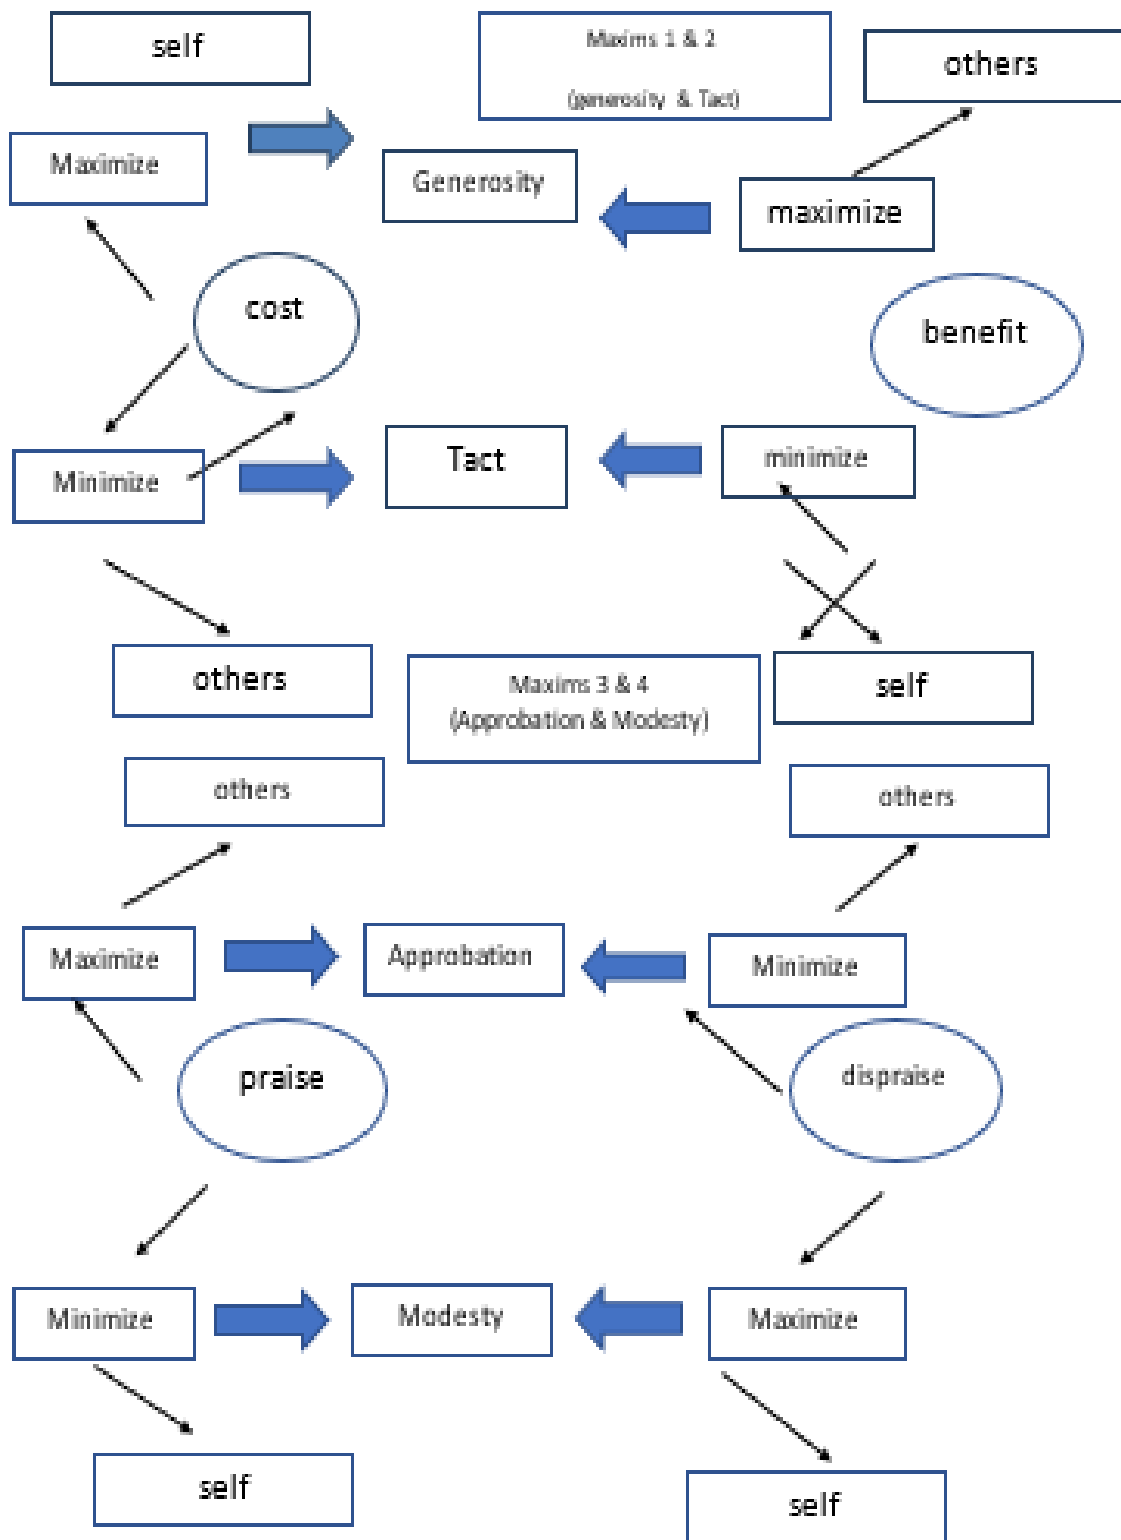 self
Maxims 1 & 2
(generosity & Tact)
others
Maximize
Generosity
maximize
cost
benefit
Minimize
Tact
minimize
others
Maxims 3 & 4
(Approbation & Modesty)
self
others
others
Maximize
Approbation
Minimize
praise
dispraise
Minimize
Modesty
Maximize
self
self